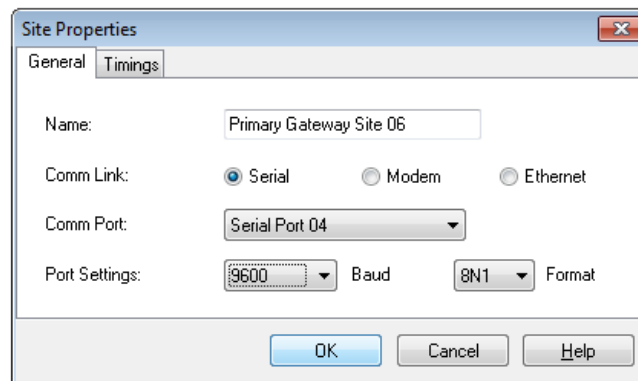 Site Properties
General Timings
Name: Primary Gateway Site 06
Comm Link: Serial Modem Ethernet
Comm Port: Serial Port 04
Port Settings: 9600 Baud 8N1 Format
OK Cancel Help